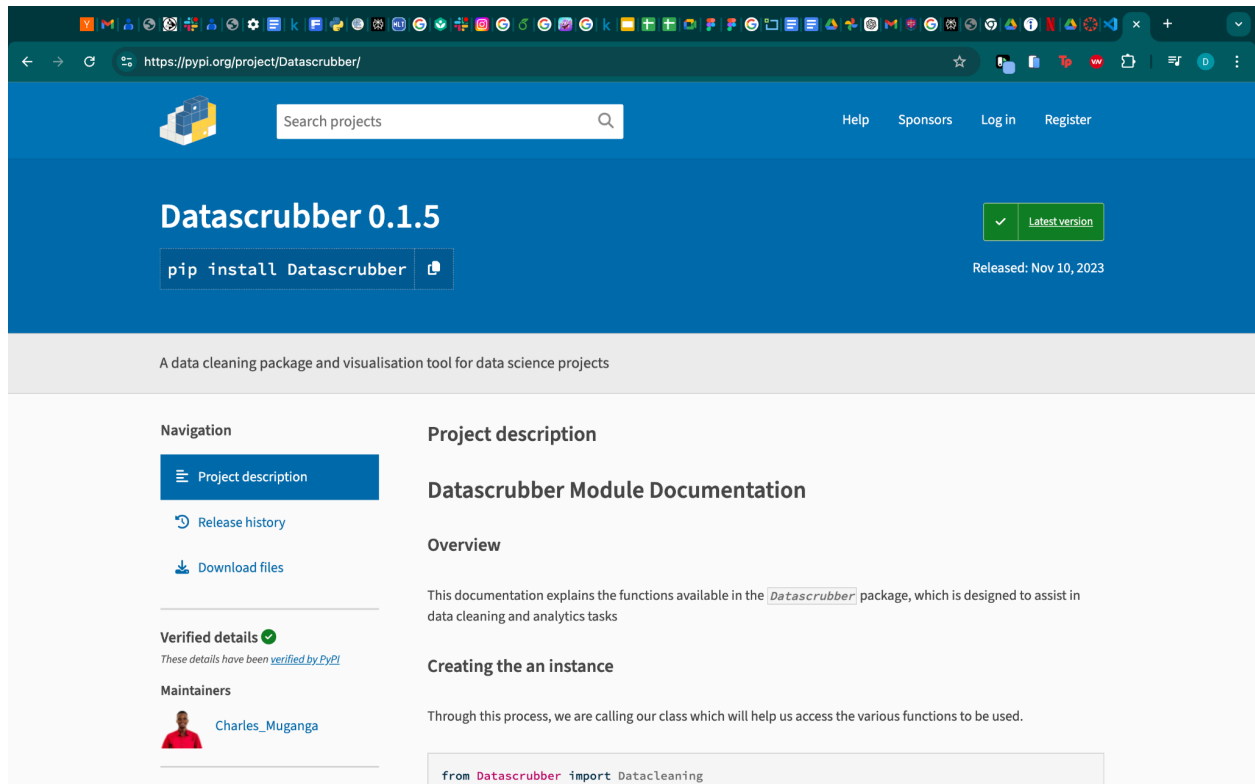 https://pypi.org/project/Datascrubber/
Search projects
Help Sponsors Log in Register
Datascrubber 0.1.5
pip install Datascrubber
Latest version
Released: Nov 10, 2023
A data cleaning package and visualisation tool for data science projects
Navigation
Project description
Release history
Download files
Verified details
These details have been verified by PyPI
Maintainers
Charles_Muganga
Project description
Datascrubber Module Documentation
Overview
This documentation explains the functions available in the Datascrubber package, which is designed to assist in
data cleaning and analytics tasks
Creating the an instance
Through this process, we are calling our class which will help us access the various functions to be used.
from Datascrubber import Datacleaning